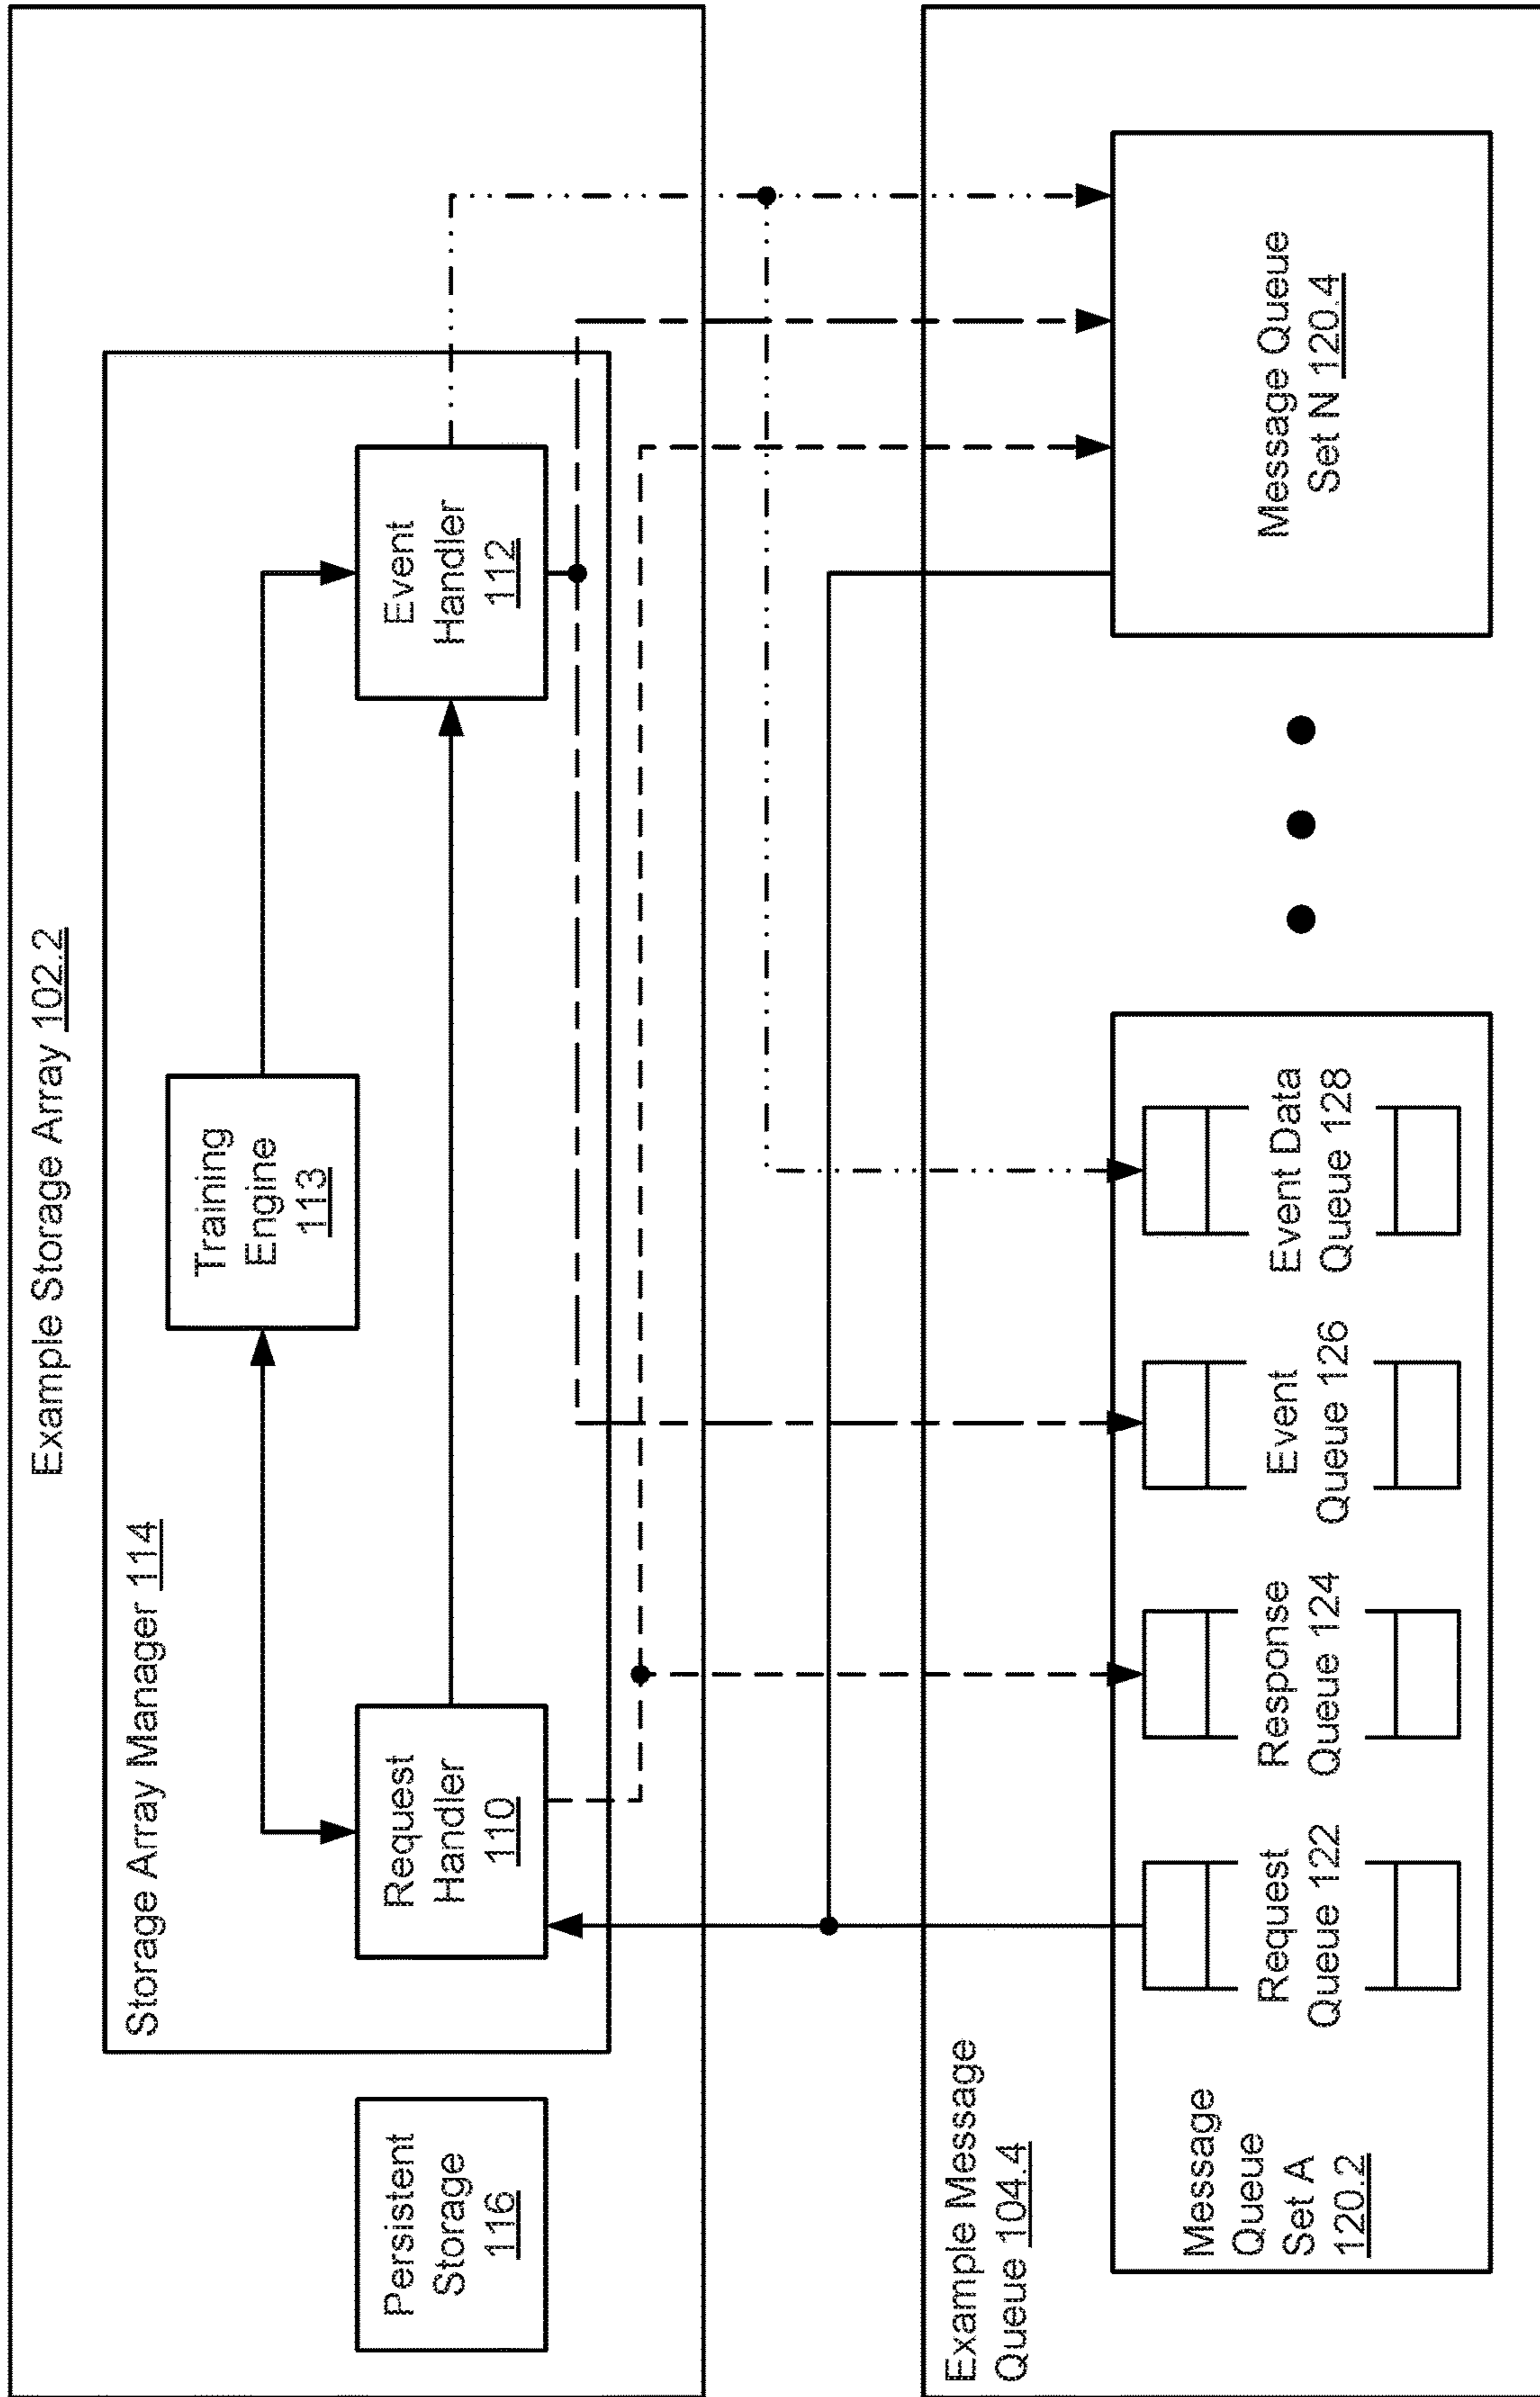 Example Storage Array 102.2
Storage Array Manager 114
Training
Engine
113
Persistent
Storage
116
Request
Handler
110
Event
Handler
112
Example Message
Queue 104.4
Message
Queue
Set A
120.2
Request
Queue 122
Response
Queue 124
Event
Queue 126
Event Data
Queue 128
Message Queue
Set N 120.4